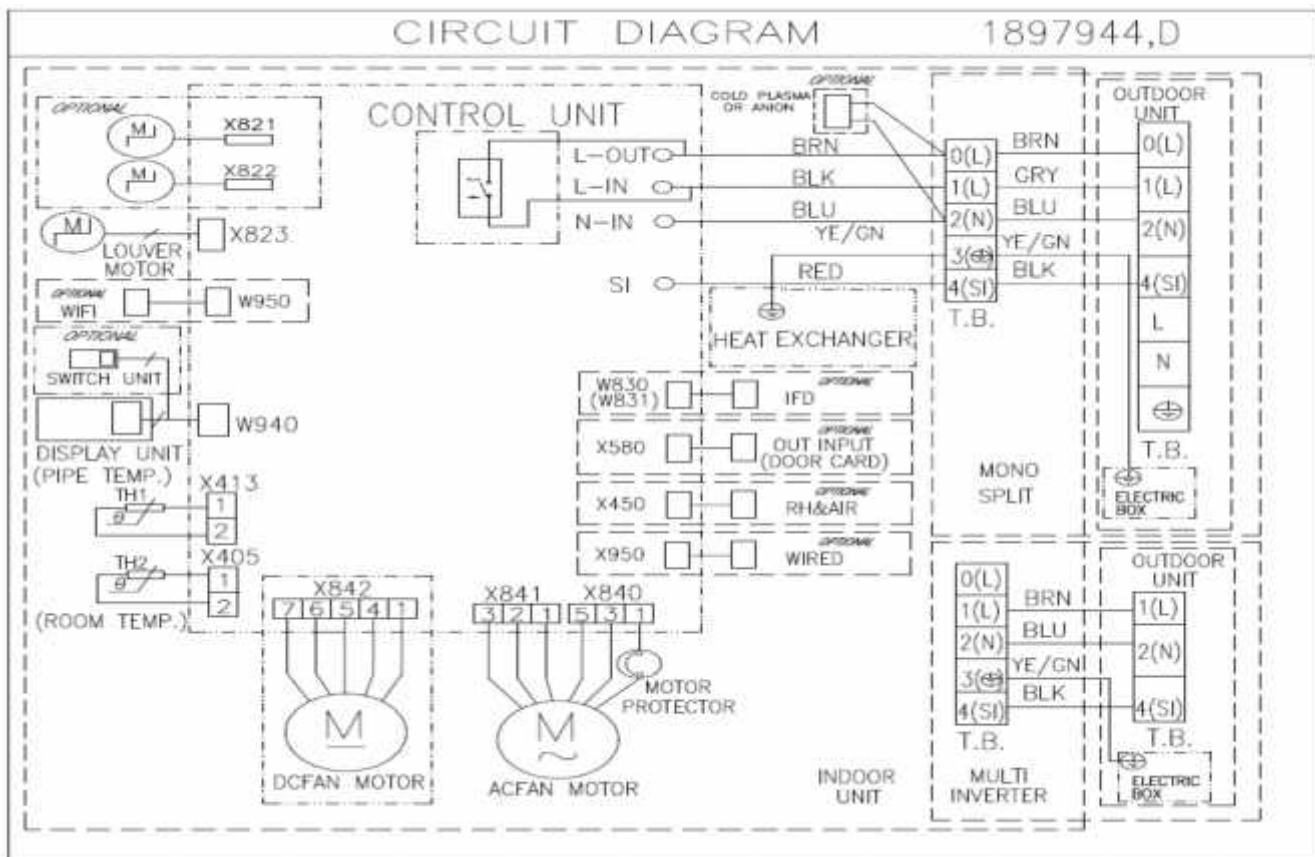 CIRCUIT DIAGRAM 1897944,D
OPTIONAL
M
X821
M
X822
M
X823
LOUVER
MOTOR
OPTIONAL
WIFI
W950
OPTIONAL
SWITCH UNIT
W940
DISPLAY UNIT
(PIPE TEMP.)
X413
TH1
θ
1
2
X405
TH2
θ
1
2
(ROOM TEMP.)
CONTROL UNIT
L-OUT
L-IN
N-IN
SI
BRN
BLK
BLU
YE/GN
RED
OPTIONAL
COLD PLASMA
OR ANION
HEAT EXCHANGER
W830
(W831)
OPTIONAL
IFD
X580
OPTIONAL
OUT INPUT
(DOOR CARD)
X450
OPTIONAL
RH&AIR
X950
OPTIONAL
WIRED
X842
7 6 5 4 1
M
DCFAN MOTOR
X841
3 2 1
X840
5 3 1
M
~
ACFAN MOTOR
MOTOR
PROTECTOR
INDOOR
UNIT
0(L)
1(L)
2(N)
3(⏚)
4(SI)
T.B.
BRN
GRY
BLU
YE/GN
BLK
OUTDOOR
UNIT
0(L)
1(L)
2(N)
4(SI)
L
N
⏚
T.B.
MONO
SPLIT
ELECTRIC
BOX
0(L)
1(L)
2(N)
3(⏚)
4(SI)
T.B.
BRN
BLU
YE/GN
BLK
OUTDOOR
UNIT
1(L)
2(N)
4(SI)
T.B.
MULTI
INVERTER
ELECTRIC
BOX